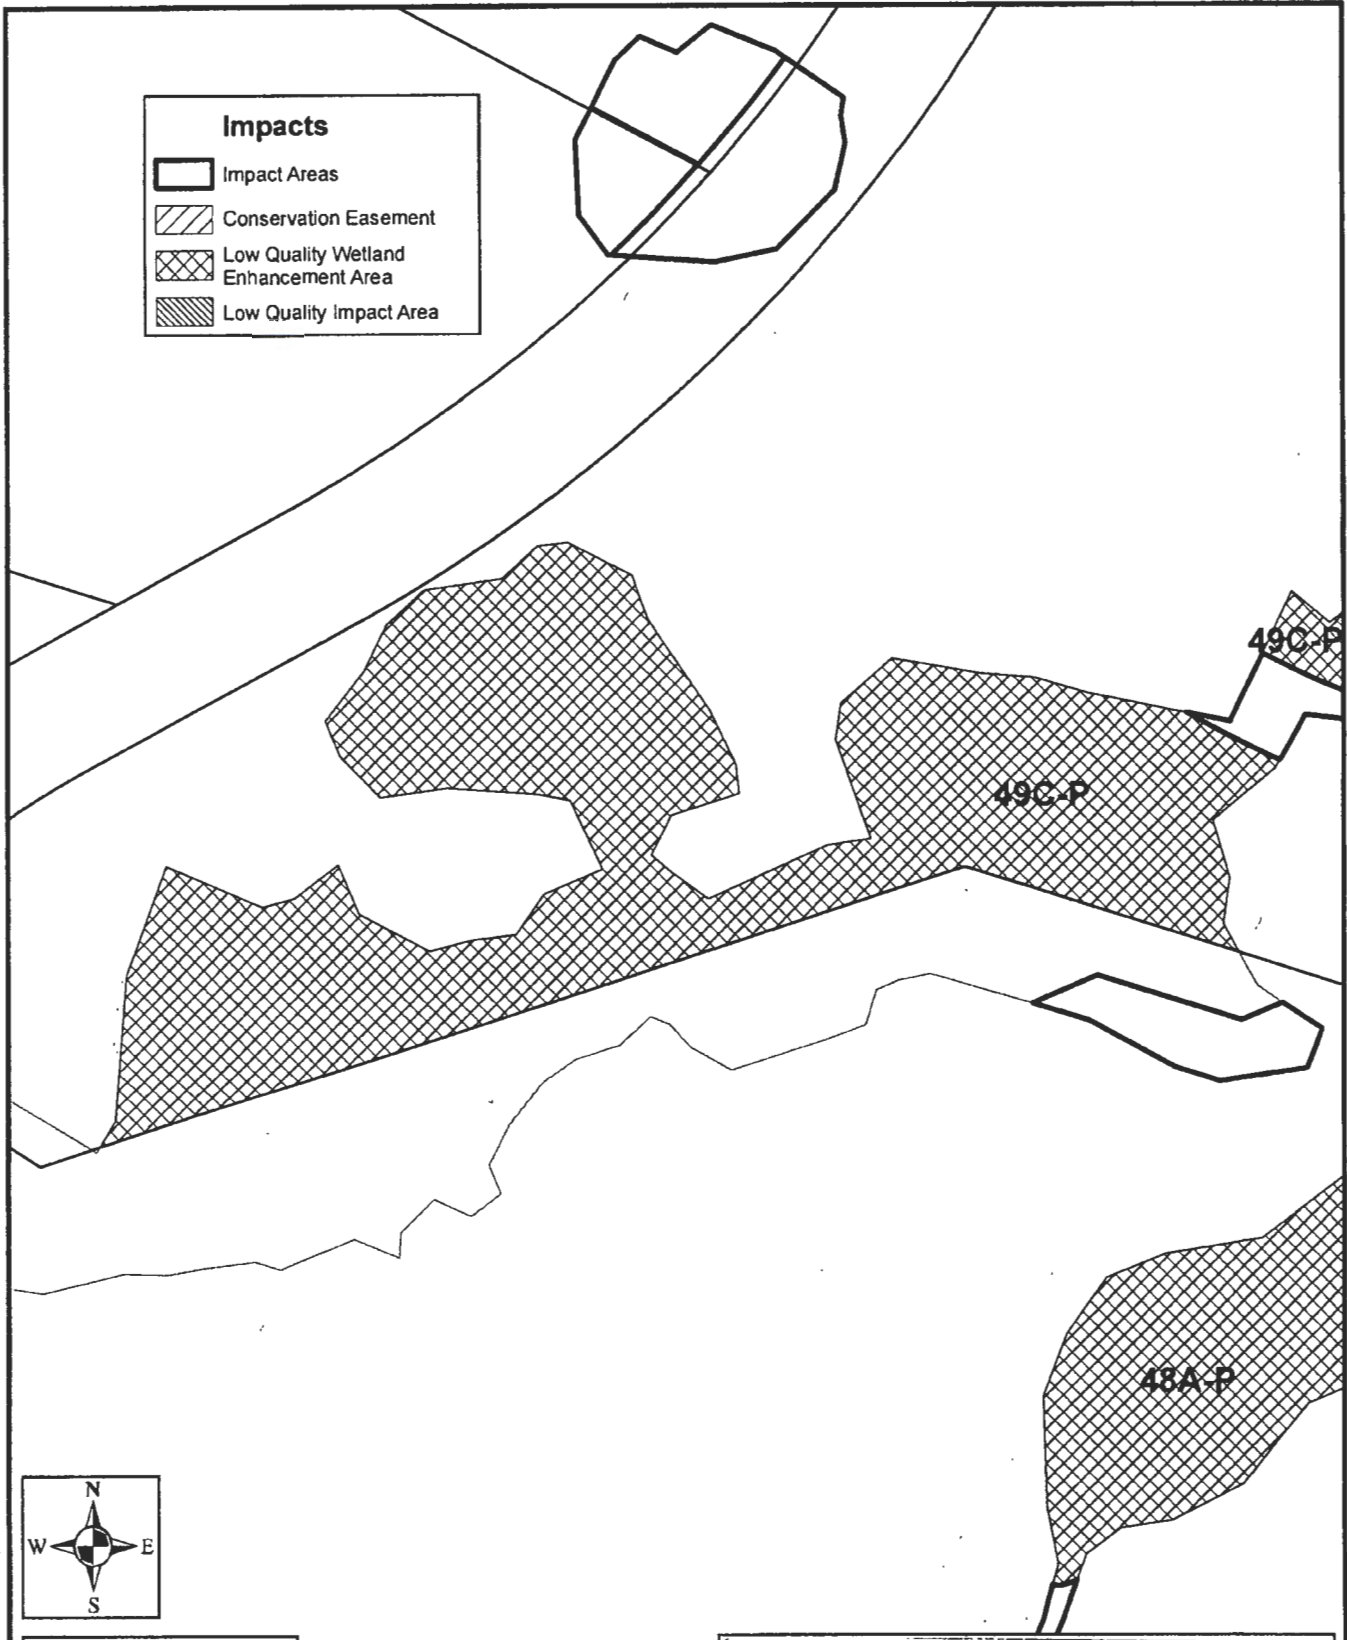 Impacts
Impact Areas
Conservation Easement
Low Quality Wetland
Enhancement Area
Low Quality Impact Area
49C-P
49C-P
48A-P
N
W E
S